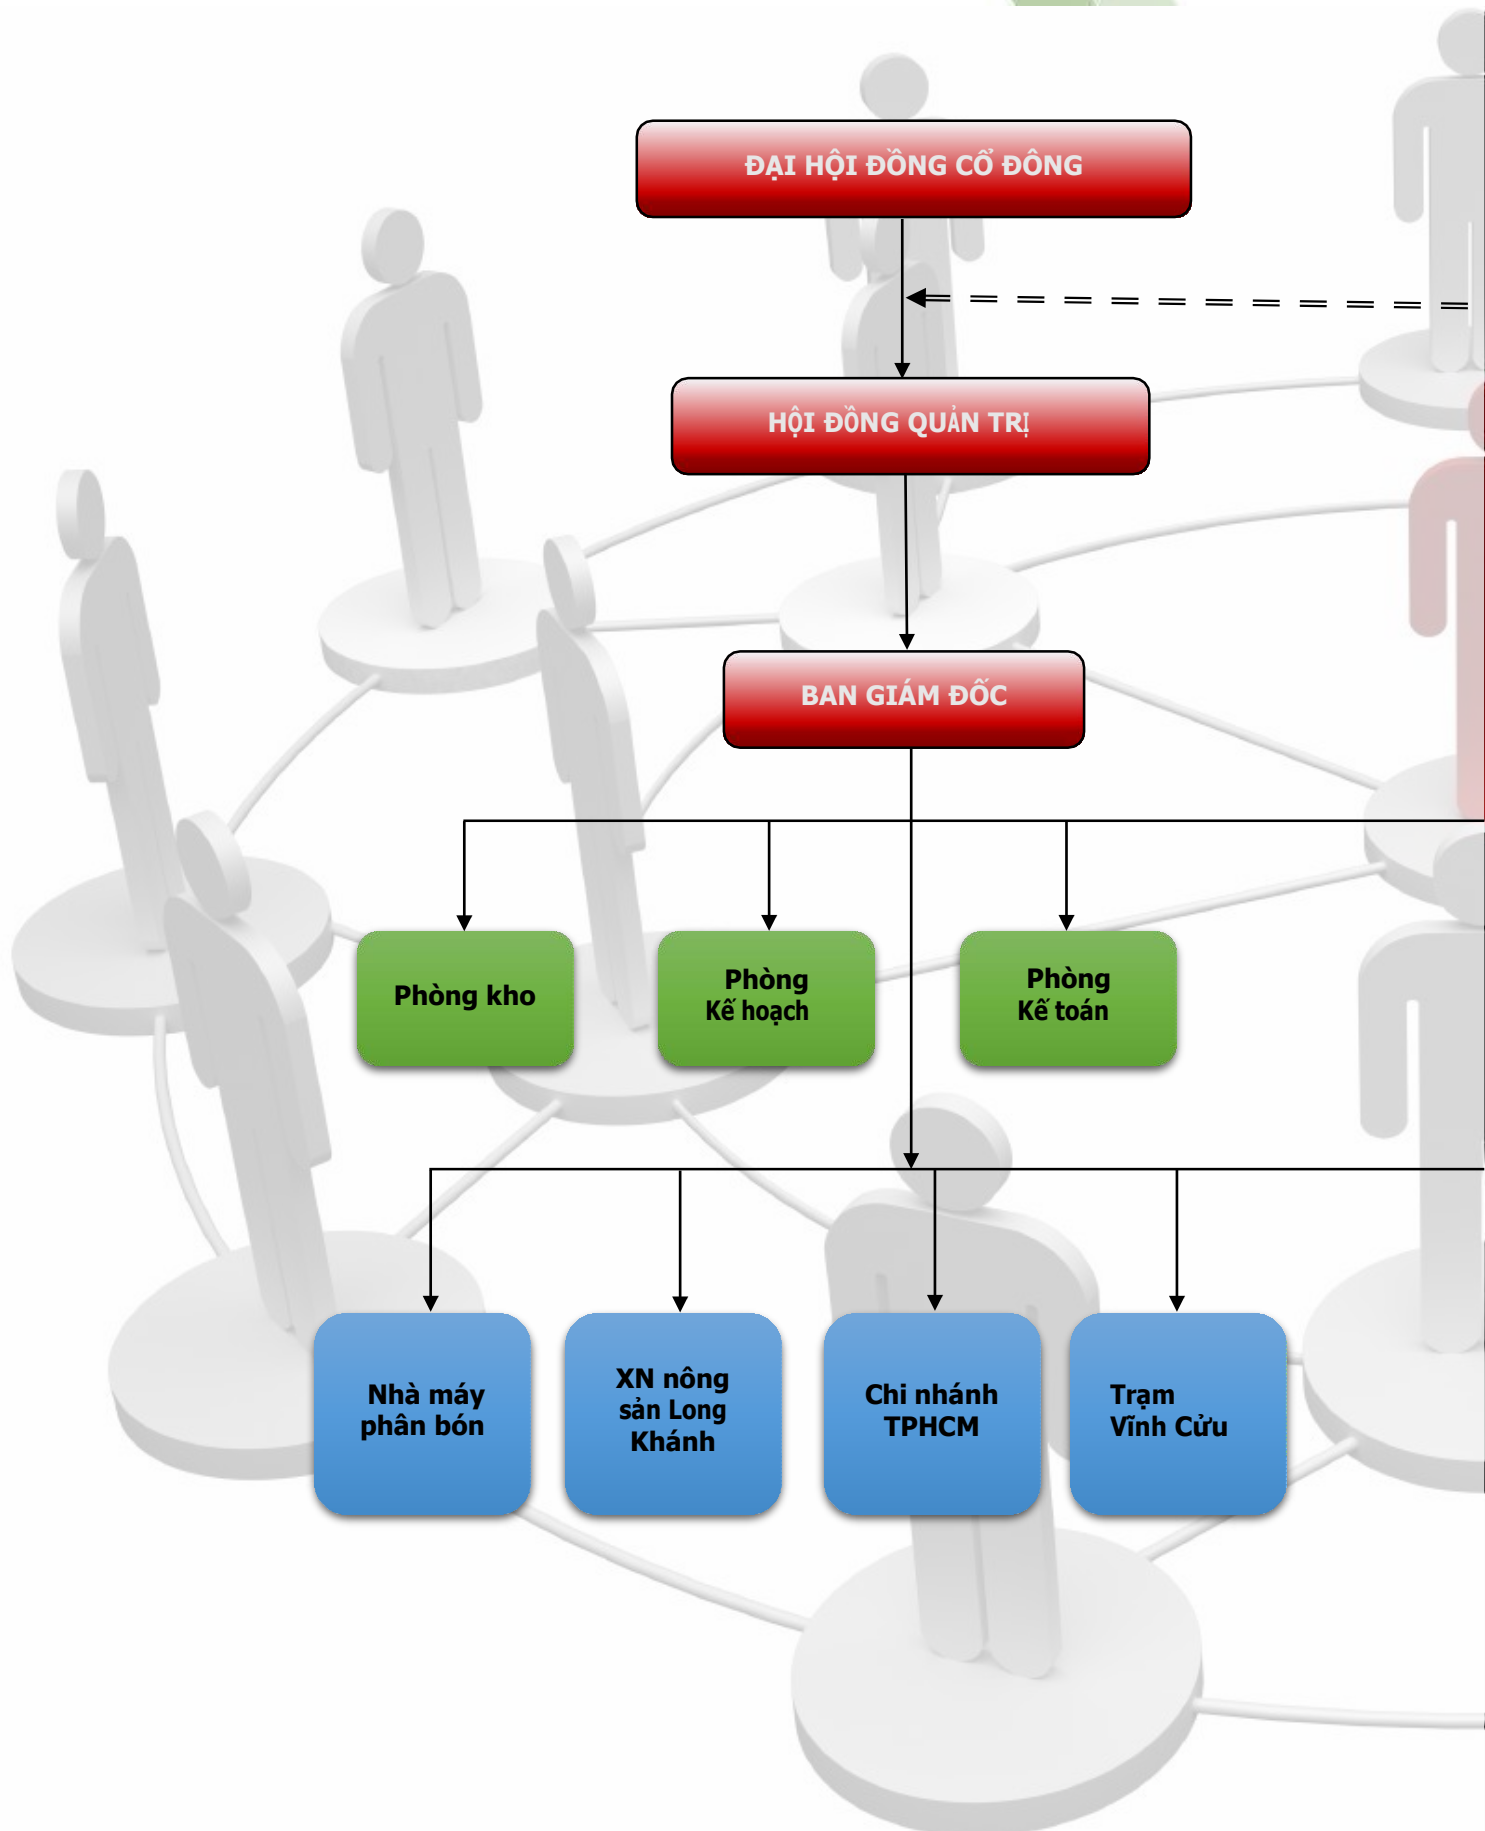 ĐẠI HỘI ĐỒNG CỔ ĐÔNG
HỘI ĐỒNG QUẢN TRỊ
BAN GIÁM ĐỐC
Phòng kho
Phòng
Kế hoạch
Phòng
Kế toán
Nhà máy
phân bón
XN nông
sản Long
Khánh
Chi nhánh
TPHCM
Trạm
Vĩnh Cửu